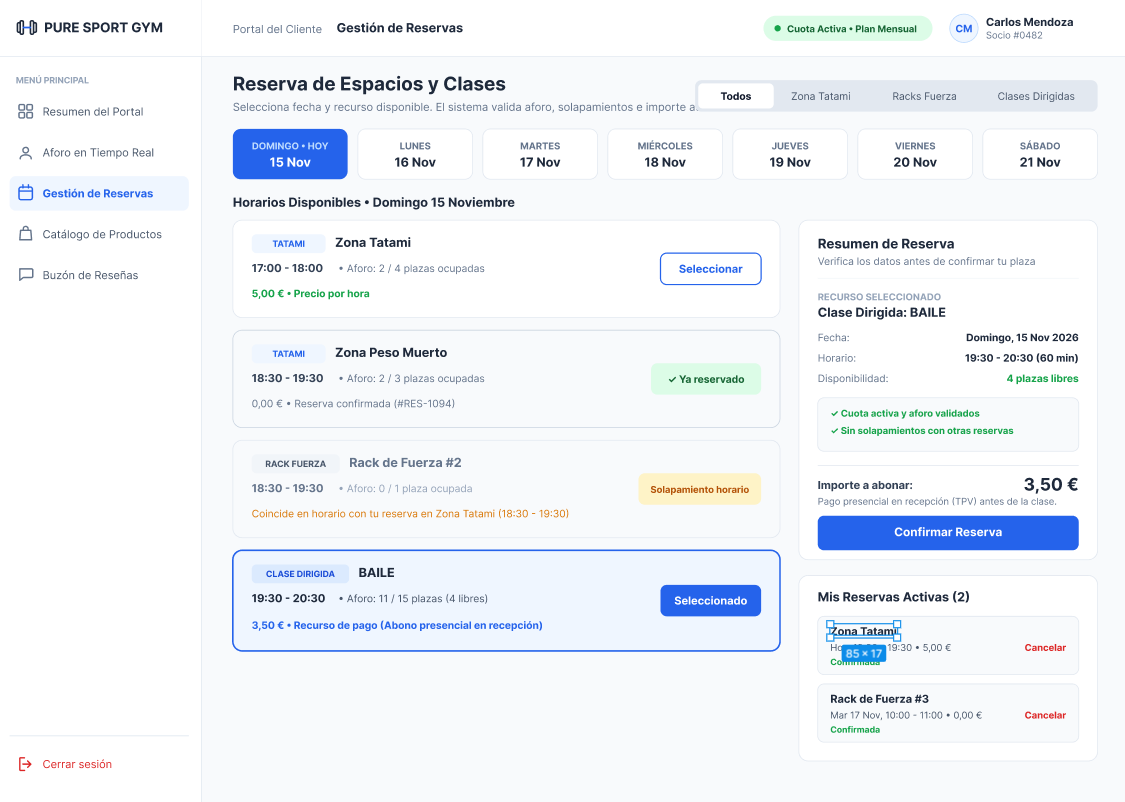 PURE SPORT GYM
Portal del Cliente
Gestión de Reservas
Cuota Activa • Plan Mensual
CM
Carlos Mendoza
Socio #0482
MENÚ PRINCIPAL
Resumen del Portal
Aforo en Tiempo Real
Gestión de Reservas
Catálogo de Productos
Buzón de Reseñas
Cerrar sesión
Reserva de Espacios y Clases
Selecciona fecha y recurso disponible. El sistema valida aforo, solapamientos e importe
Todos
Zona Tatami
Racks Fuerza
Clases Dirigidas
DOMINGO • HOY
15 Nov
LUNES
16 Nov
MARTES
17 Nov
MIÉRCOLES
18 Nov
JUEVES
19 Nov
VIERNES
20 Nov
SÁBADO
21 Nov
Horarios Disponibles • Domingo 15 Noviembre
TATAMI
Zona Tatami
17:00 - 18:00
• Aforo: 2 / 4 plazas ocupadas
5,00 € • Precio por hora
Seleccionar
TATAMI
Zona Peso Muerto
18:30 - 19:30
• Aforo: 2 / 3 plazas ocupadas
0,00 € • Reserva confirmada (#RES-1094)
✓ Ya reservado
RACK FUERZA
Rack de Fuerza #2
18:30 - 19:30
• Aforo: 0 / 1 plaza ocupada
Coincide en horario con tu reserva en Zona Tatami (18:30 - 19:30)
Solapamiento horario
CLASE DIRIGIDA
BAILE
19:30 - 20:30
• Aforo: 11 / 15 plazas (4 libres)
3,50 € • Recurso de pago (Abono presencial en recepción)
Seleccionado
Resumen de Reserva
Verifica los datos antes de confirmar tu plaza
RECURSO SELECCIONADO
Clase Dirigida: BAILE
Fecha:
Domingo, 15 Nov 2026
Horario:
19:30 - 20:30 (60 min)
Disponibilidad:
4 plazas libres
✓ Cuota activa y aforo validados
✓ Sin solapamientos con otras reservas
Importe a abonar:
3,50 €
Pago presencial en recepción (TPV) antes de la clase.
Confirmar Reserva
Mis Reservas Activas (2)
Zona Tatami
19:30 • 5,00 €
85 × 17
Confirmada
Cancelar
Rack de Fuerza #3
Mar 17 Nov, 10:00 - 11:00 • 0,00 €
Confirmada
Cancelar